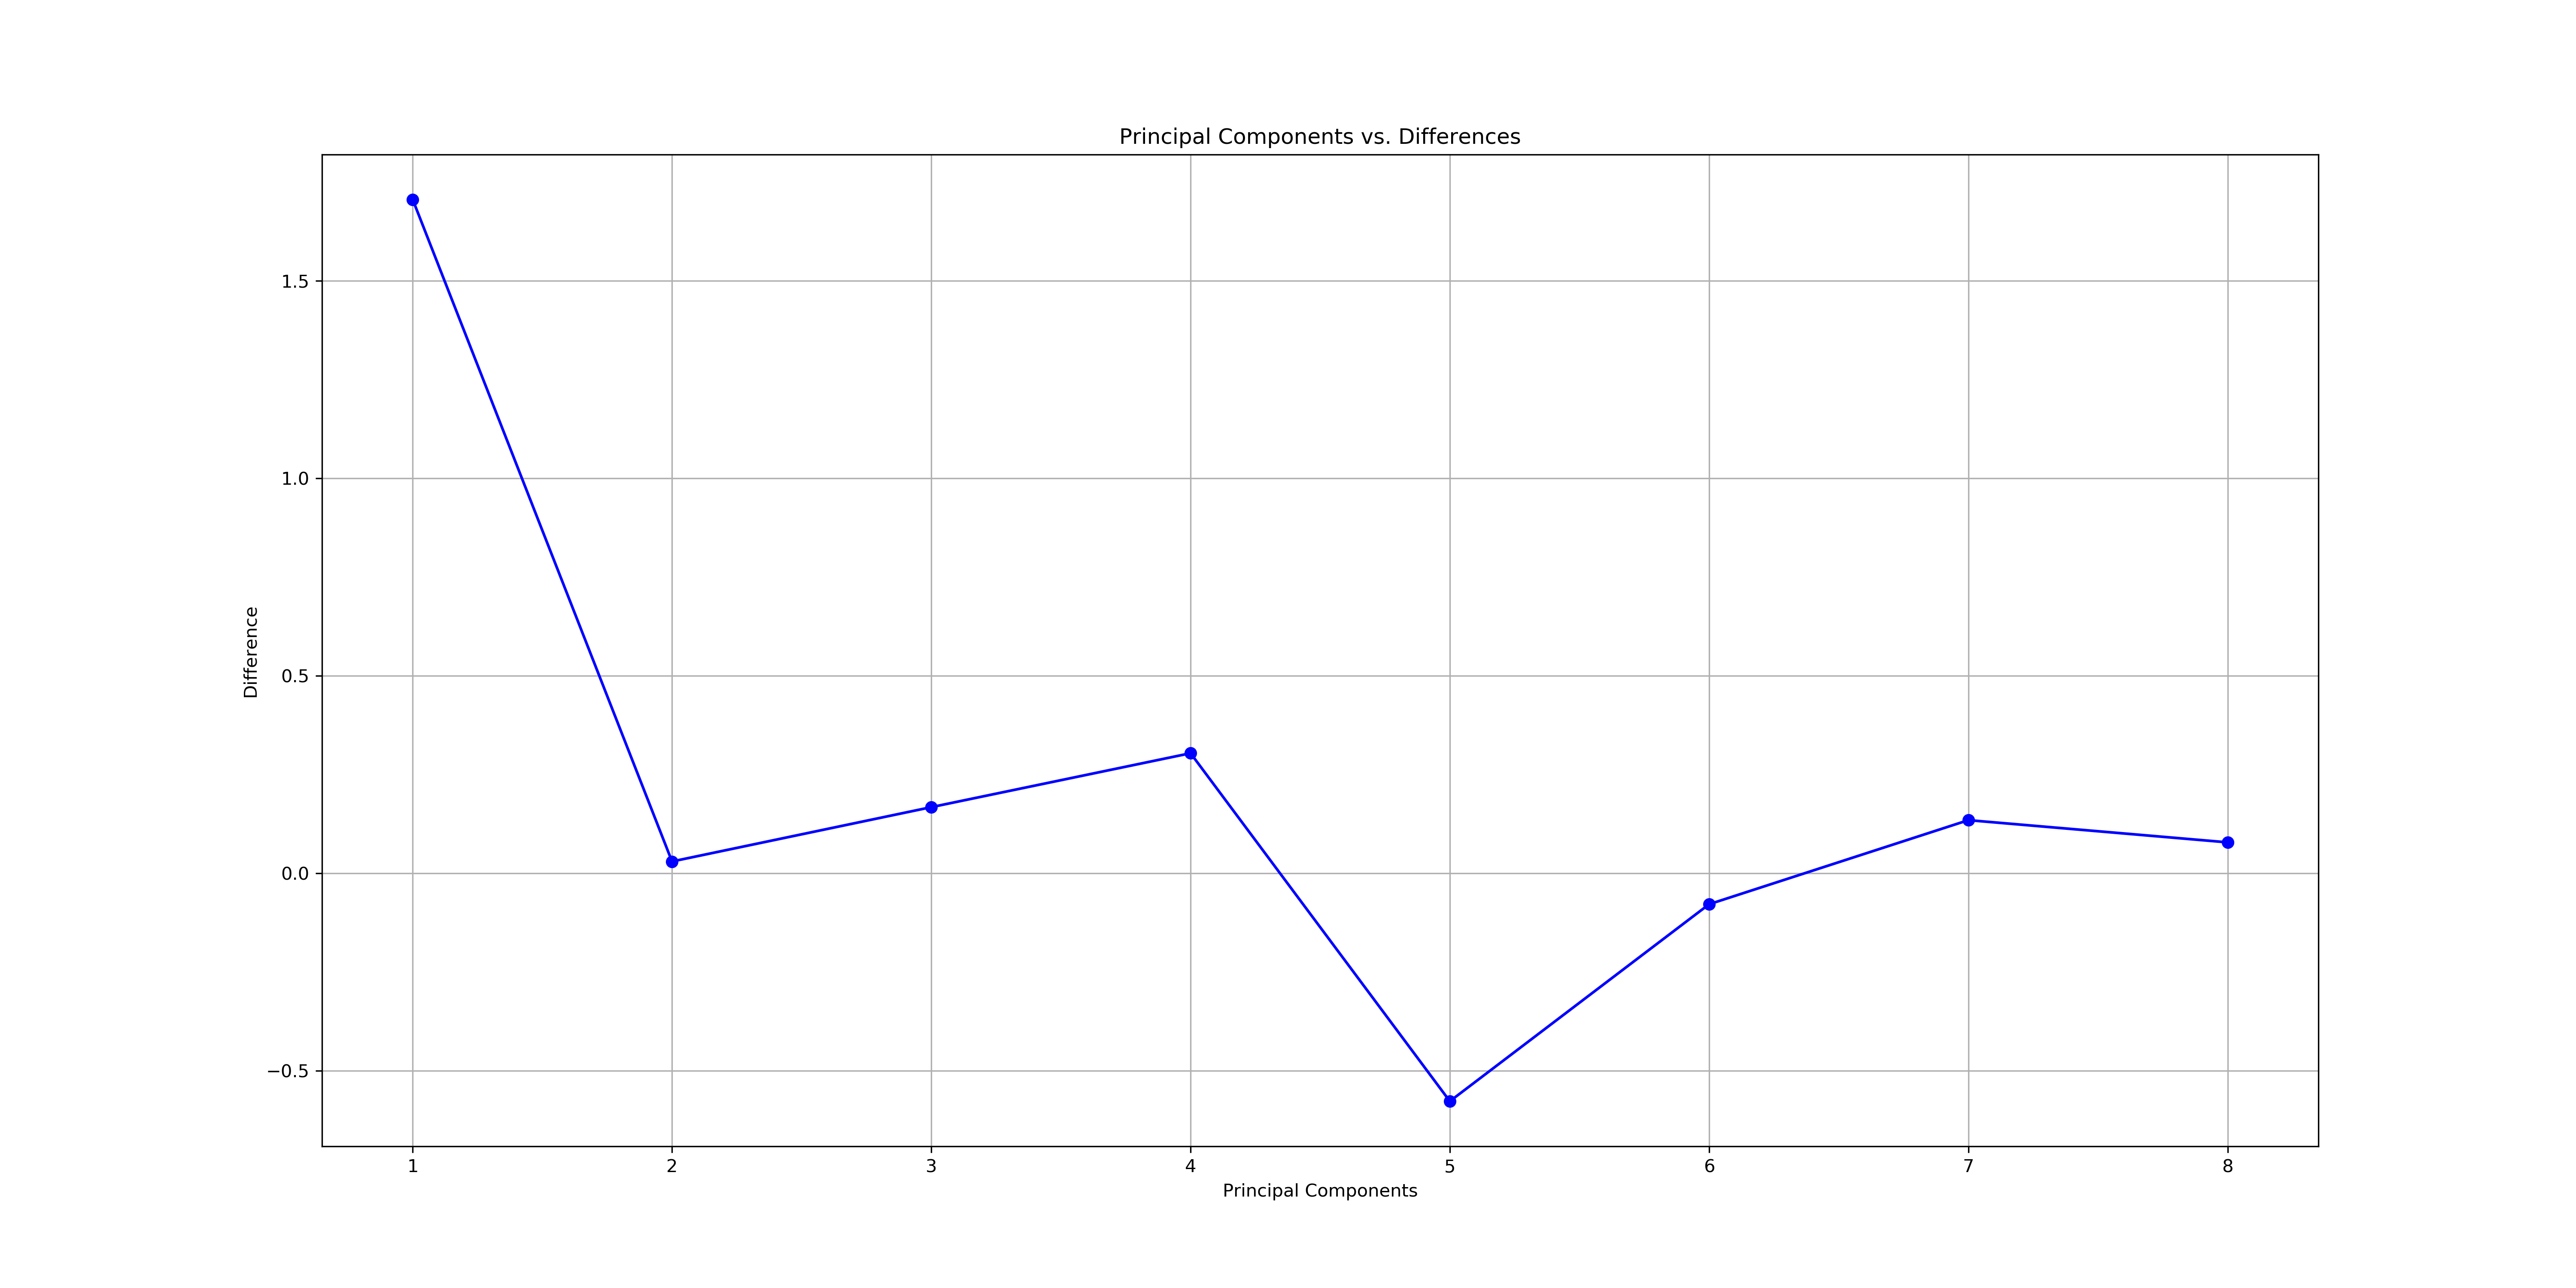 Principal Components vs. Differences
1.5
1.0
0.5
0.0
−0.5
Difference
1 2 3 4 5 6 7 8
Principal Components